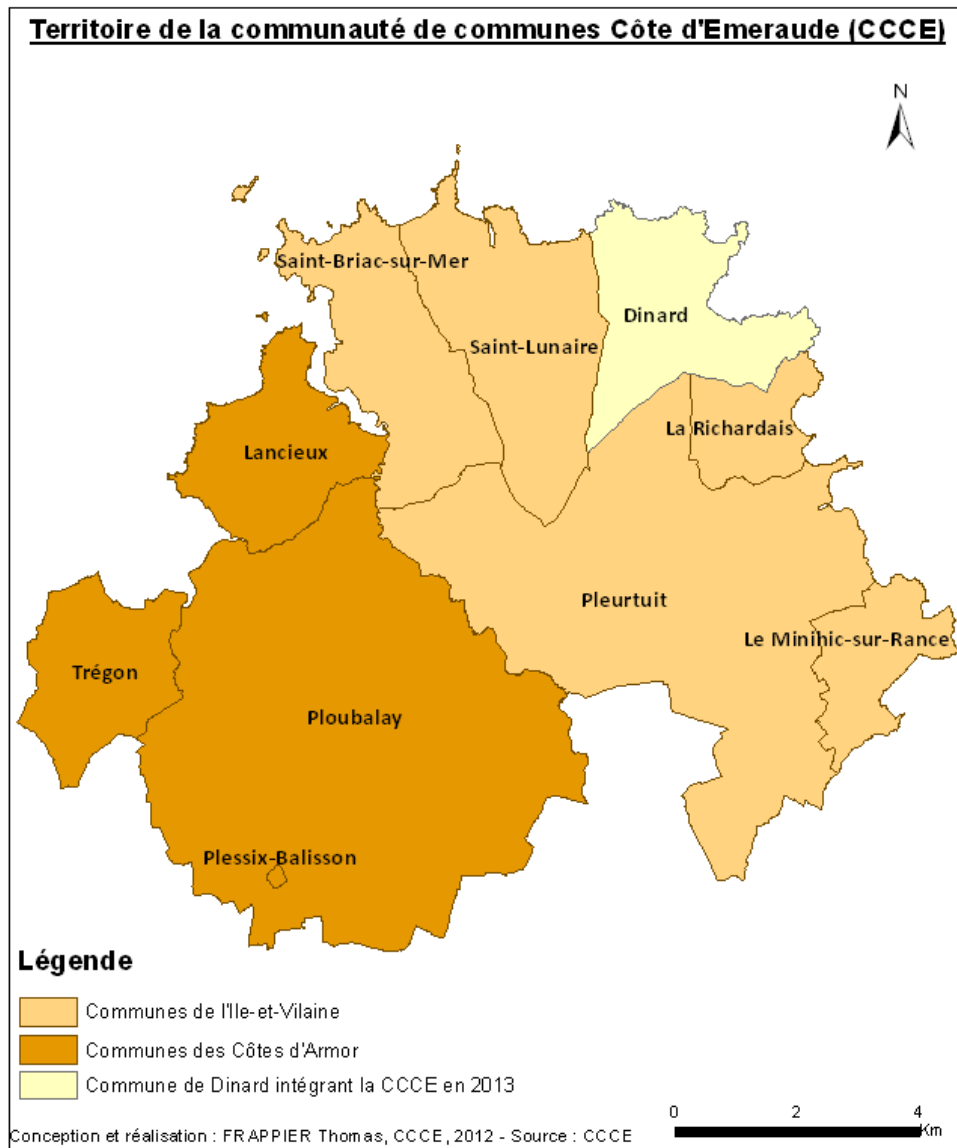 Territoire de la communauté de communes Côte d'Emeraude (CCCE)
N
Saint-Briac-sur-Mer
Dinard
Saint-Lunaire
La Richardais
Lancieux
Pleurtuit
Le Minihic-sur-Rance
Trégon
Ploubalay
Plessix-Balisson
Légende
Communes de l'Ile-et-Vilaine
Communes des Côtes d'Armor
Commune de Dinard intégrant la CCCE en 2013
0 2 4
Km
Conception et réalisation : FRAPPIER Thomas, CCCE, 2012 - Source : CCCE